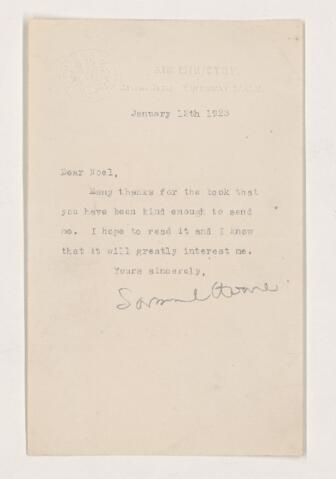 AIR MINISTRY,
January 18th 1923
Dear Noel,
Many thanks for the book that
you have been kind enough to send
me. I hope to read it and I know
that it will greatly interest me.
Yours sincerely,
Samuel Hoare